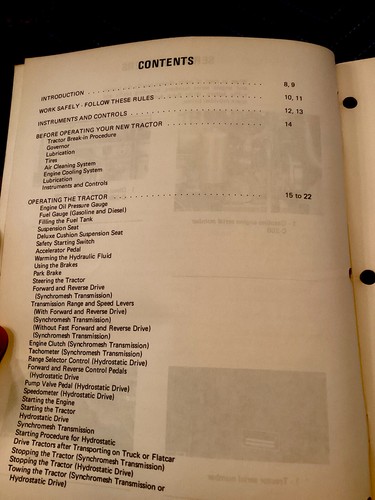 CONTENTS
INTRODUCTION . . . . . . . . . . . . . . . . . . . . . . . . . . . . . . 8, 9
WORK SAFELY - FOLLOW THESE RULES . . . . . . . . . . . . . . . . . . 10, 11
INSTRUMENTS AND CONTROLS . . . . . . . . . . . . . . . . . . . . . . 12, 13
BEFORE OPERATING YOUR NEW TRACTOR . . . . . . . . . . . . . . . . . 14
Tractor Break-in Procedure
Governor
Lubrication
Tires
Air Cleaning System
Engine Cooling System
Lubrication
Instruments and Controls
OPERATING THE TRACTOR . . . . . . . . . . . . . . . . . . . . . . . . 15 to 22
Engine Oil Pressure Gauge
Fuel Gauge (Gasoline and Diesel)
Filling the Fuel Tank
Suspension Seat
Deluxe Cushion Suspension Seat
Safety Starting Switch
Accelerator Pedal
Warming the Hydraulic Fluid
Using the Brakes
Park Brake
Steering the Tractor
Forward and Reverse Drive
(Synchromesh Transmission)
Transmission Range and Speed Levers
(With Forward and Reverse Drive)
(Synchromesh Transmission)
(Without Fast Forward and Reverse Drive)
(Synchromesh Transmission)
Engine Clutch (Synchromesh Transmission)
Tachometer (Synchromesh Transmission)
Range Selector Control (Hydrostatic Drive)
Forward and Reverse Control Pedals
(Hydrostatic Drive
Pump Valve Pedal (Hydrostatic Drive)
Speedometer (Hydrostatic Drive)
Starting the Engine
Starting the Tractor
Hydrostatic Drive
Synchromesh Transmission
Starting Procedure for Hydrostatic
Drive Tractors after Transporting on Truck or Flatcar
Stopping the Tractor (Synchromesh Transmission)
Stopping the Tractor (Hydrostatic Drive)
Towing the Tractor (Synchromesh Transmission or
Hydrostatic Drive)